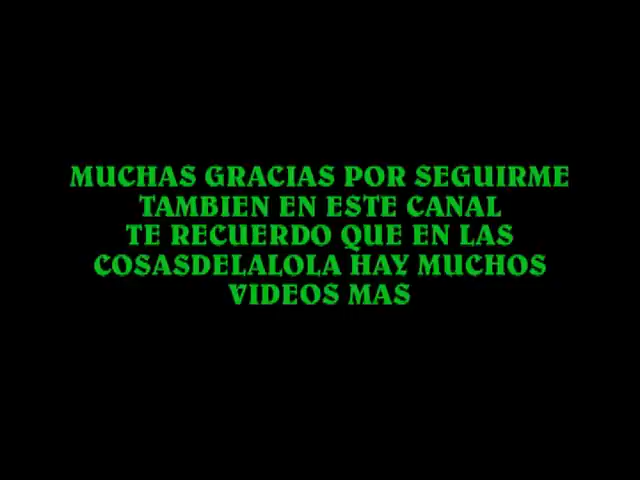 MUCHAS GRACIAS POR SEGUIRME
TAMBIEN EN ESTE CANAL
TE RECUERDO QUE EN LAS
COSASDELALOLA HAY MUCHOS
VIDEOS MAS